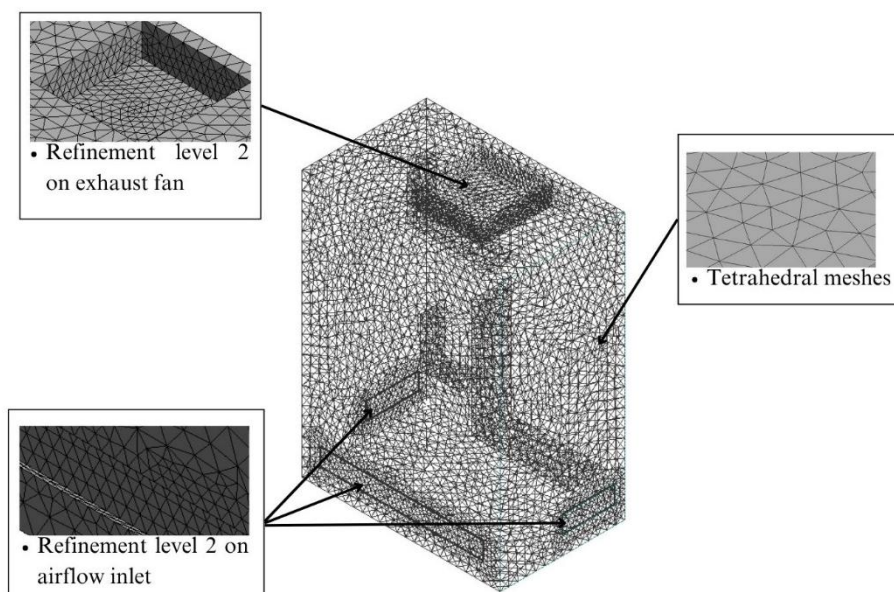 • Refinement level 2
on exhaust fan
• Tetrahedral meshes
• Refinement level 2 on
airflow inlet